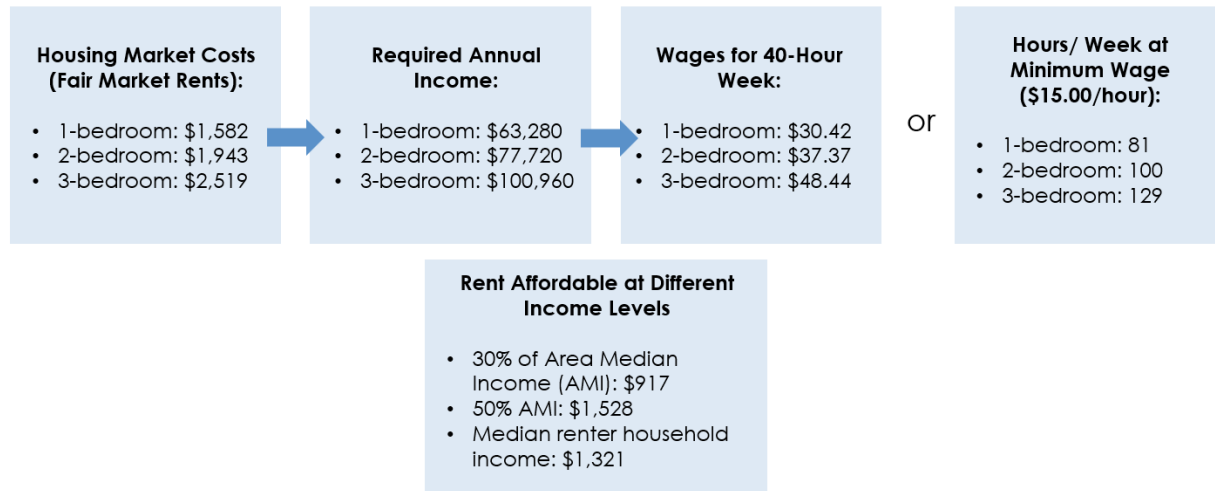 Housing Market Costs
(Fair Market Rents):
• 1-bedroom: $1,582
• 2-bedroom: $1,943
• 3-bedroom: $2,519
Required Annual
Income:
• 1-bedroom: $63,280
• 2-bedroom: $77,720
• 3-bedroom: $100,960
Wages for 40-Hour
Week:
• 1-bedroom: $30.42
• 2-bedroom: $37.37
• 3-bedroom: $48.44
or
Hours/ Week at
Minimum Wage
($15.00/hour):
• 1-bedroom: 81
• 2-bedroom: 100
• 3-bedroom: 129
Rent Affordable at Different
Income Levels
• 30% of Area Median
Income (AMI): $917
• 50% AMI: $1,528
• Median renter household
income: $1,321